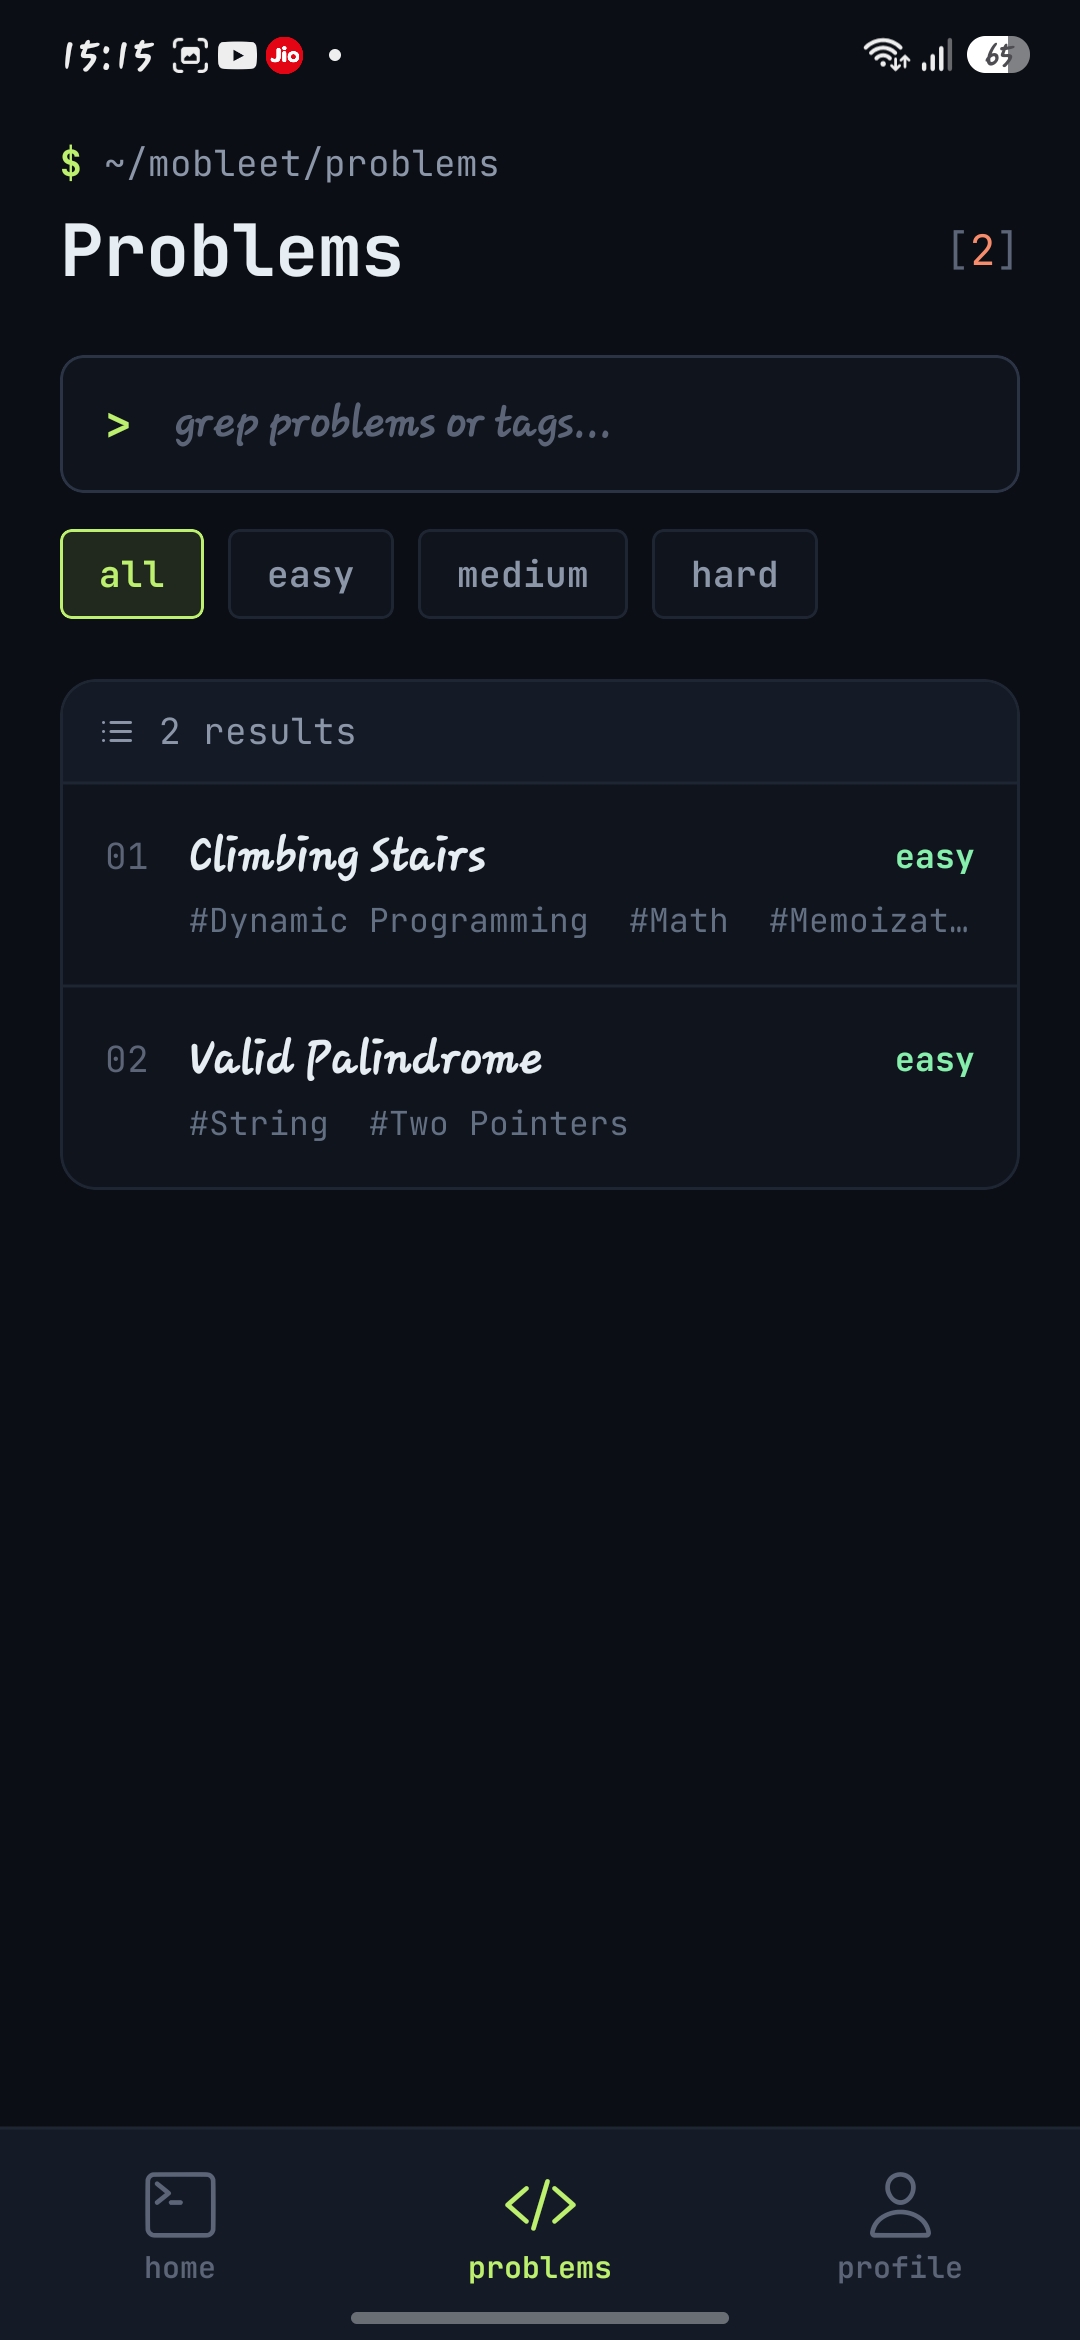 15:15 Jio 65
$ ~/mobleet/problems
Problems [2]
> grep problems or tags...
all easy medium hard
2 results
01 Climbing Stairs easy
#Dynamic Programming #Math #Memoizat…
02 Valid Palindrome easy
#String #Two Pointers
home problems profile